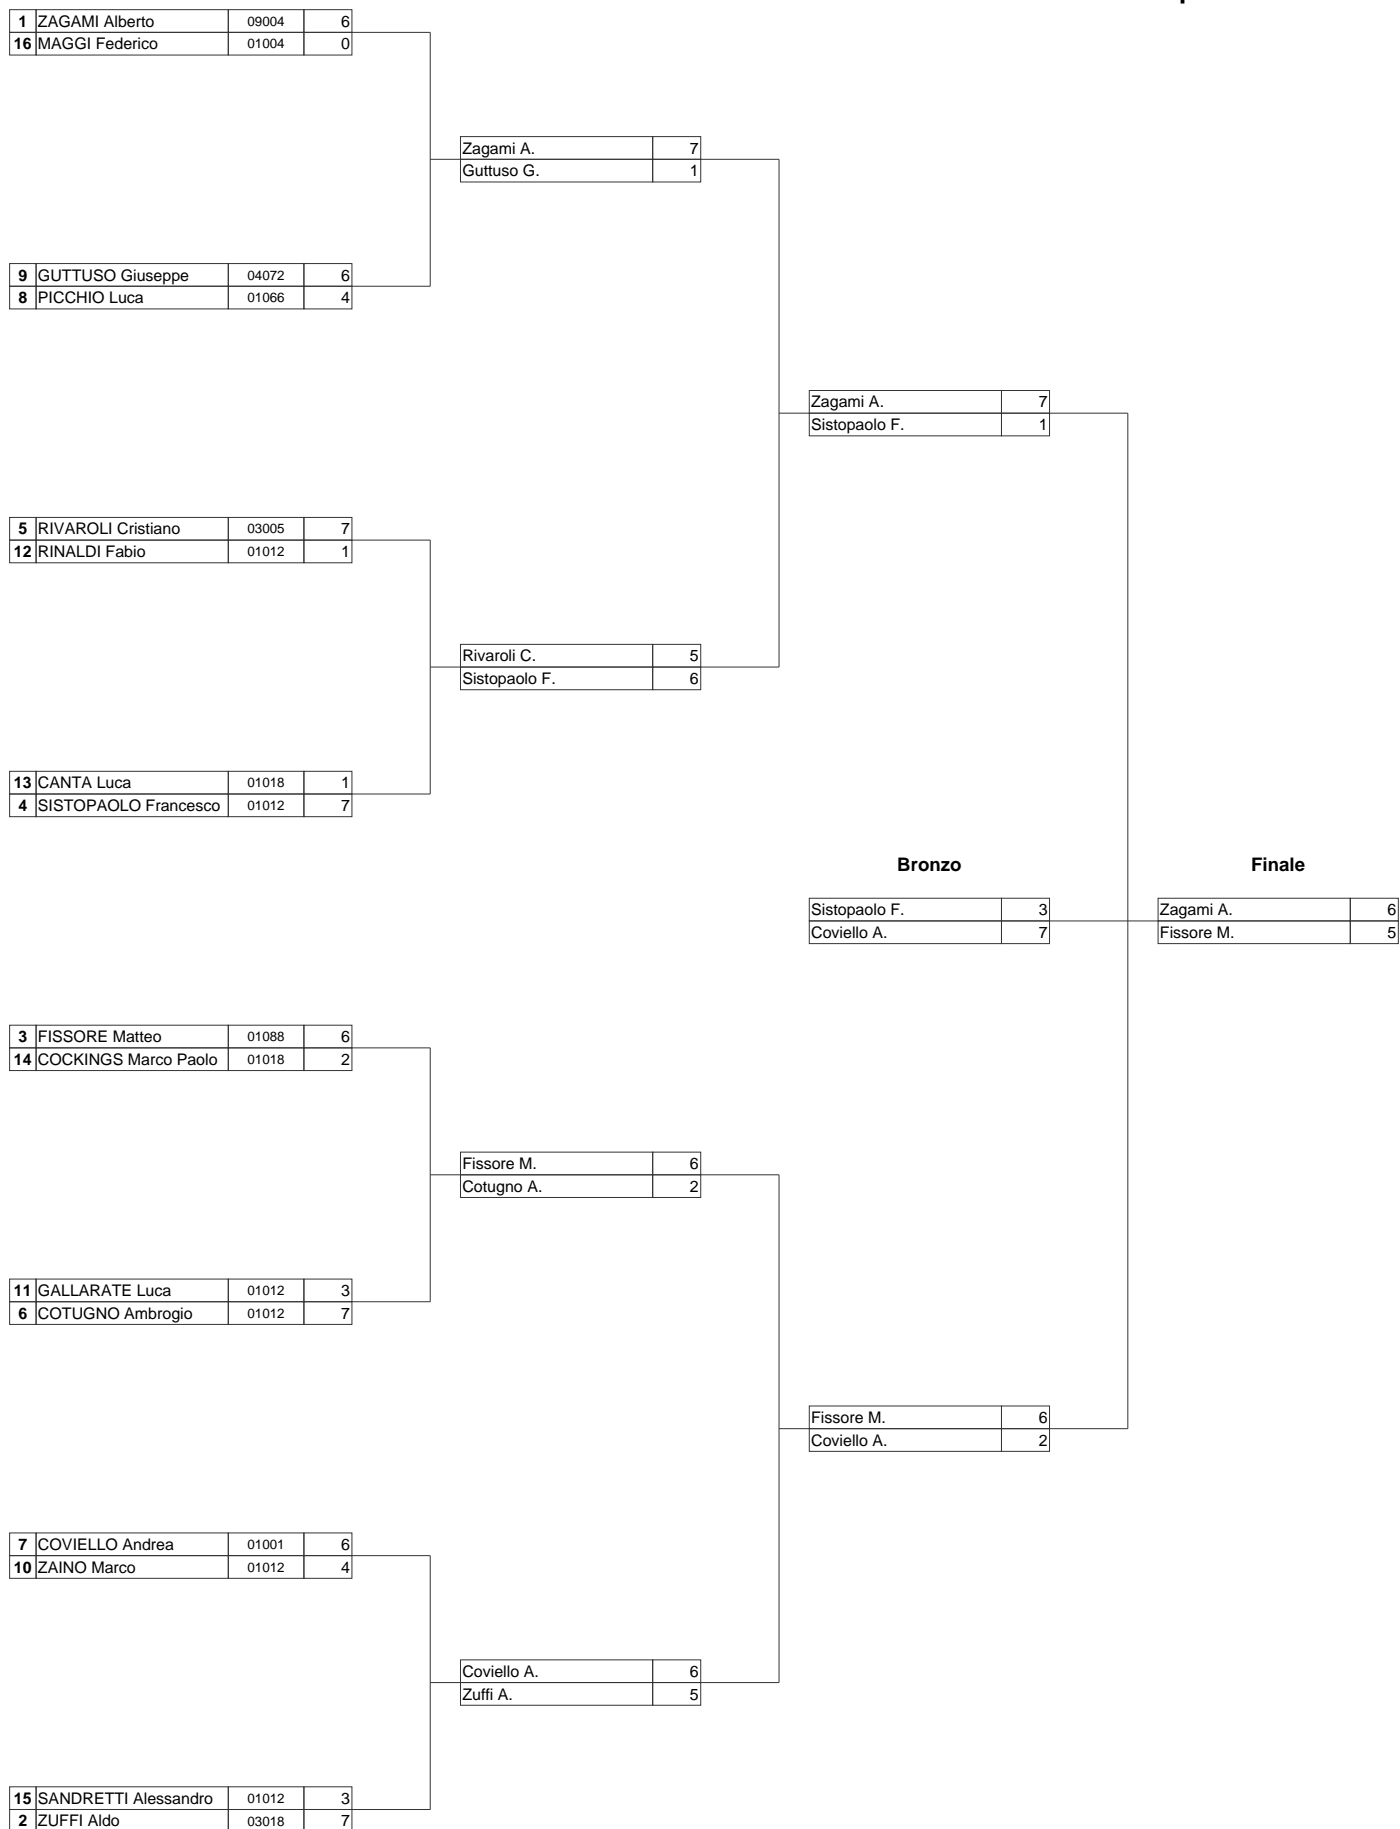 1 ZAGAMI Alberto 09004 6
16 MAGGI Federico 01004 0
Zagami A. 7
Guttuso G. 1
9 GUTTUSO Giuseppe 04072 6
8 PICCHIO Luca 01066 4
Zagami A. 7
Sistopaolo F. 1
5 RIVAROLI Cristiano 03005 7
12 RINALDI Fabio 01012 1
Rivaroli C. 5
Sistopaolo F. 6
13 CANTA Luca 01018 1
4 SISTOPAOLO Francesco 01012 7
Bronzo Finale
Sistopaolo F. 3 Zagami A. 6
Coviello A. 7 Fissore M. 5
3 FISSORE Matteo 01088 6
14 COCKINGS Marco Paolo 01018 2
Fissore M. 6
Cotugno A. 2
11 GALLARATE Luca 01012 3
6 COTUGNO Ambrogio 01012 7
Fissore M. 6
Coviello A. 2
7 COVIELLO Andrea 01001 6
10 ZAINO Marco 01012 4
Coviello A. 6
Zuffi A. 5
15 SANDRETTI Alessandro 01012 3
2 ZUFFI Aldo 03018 7